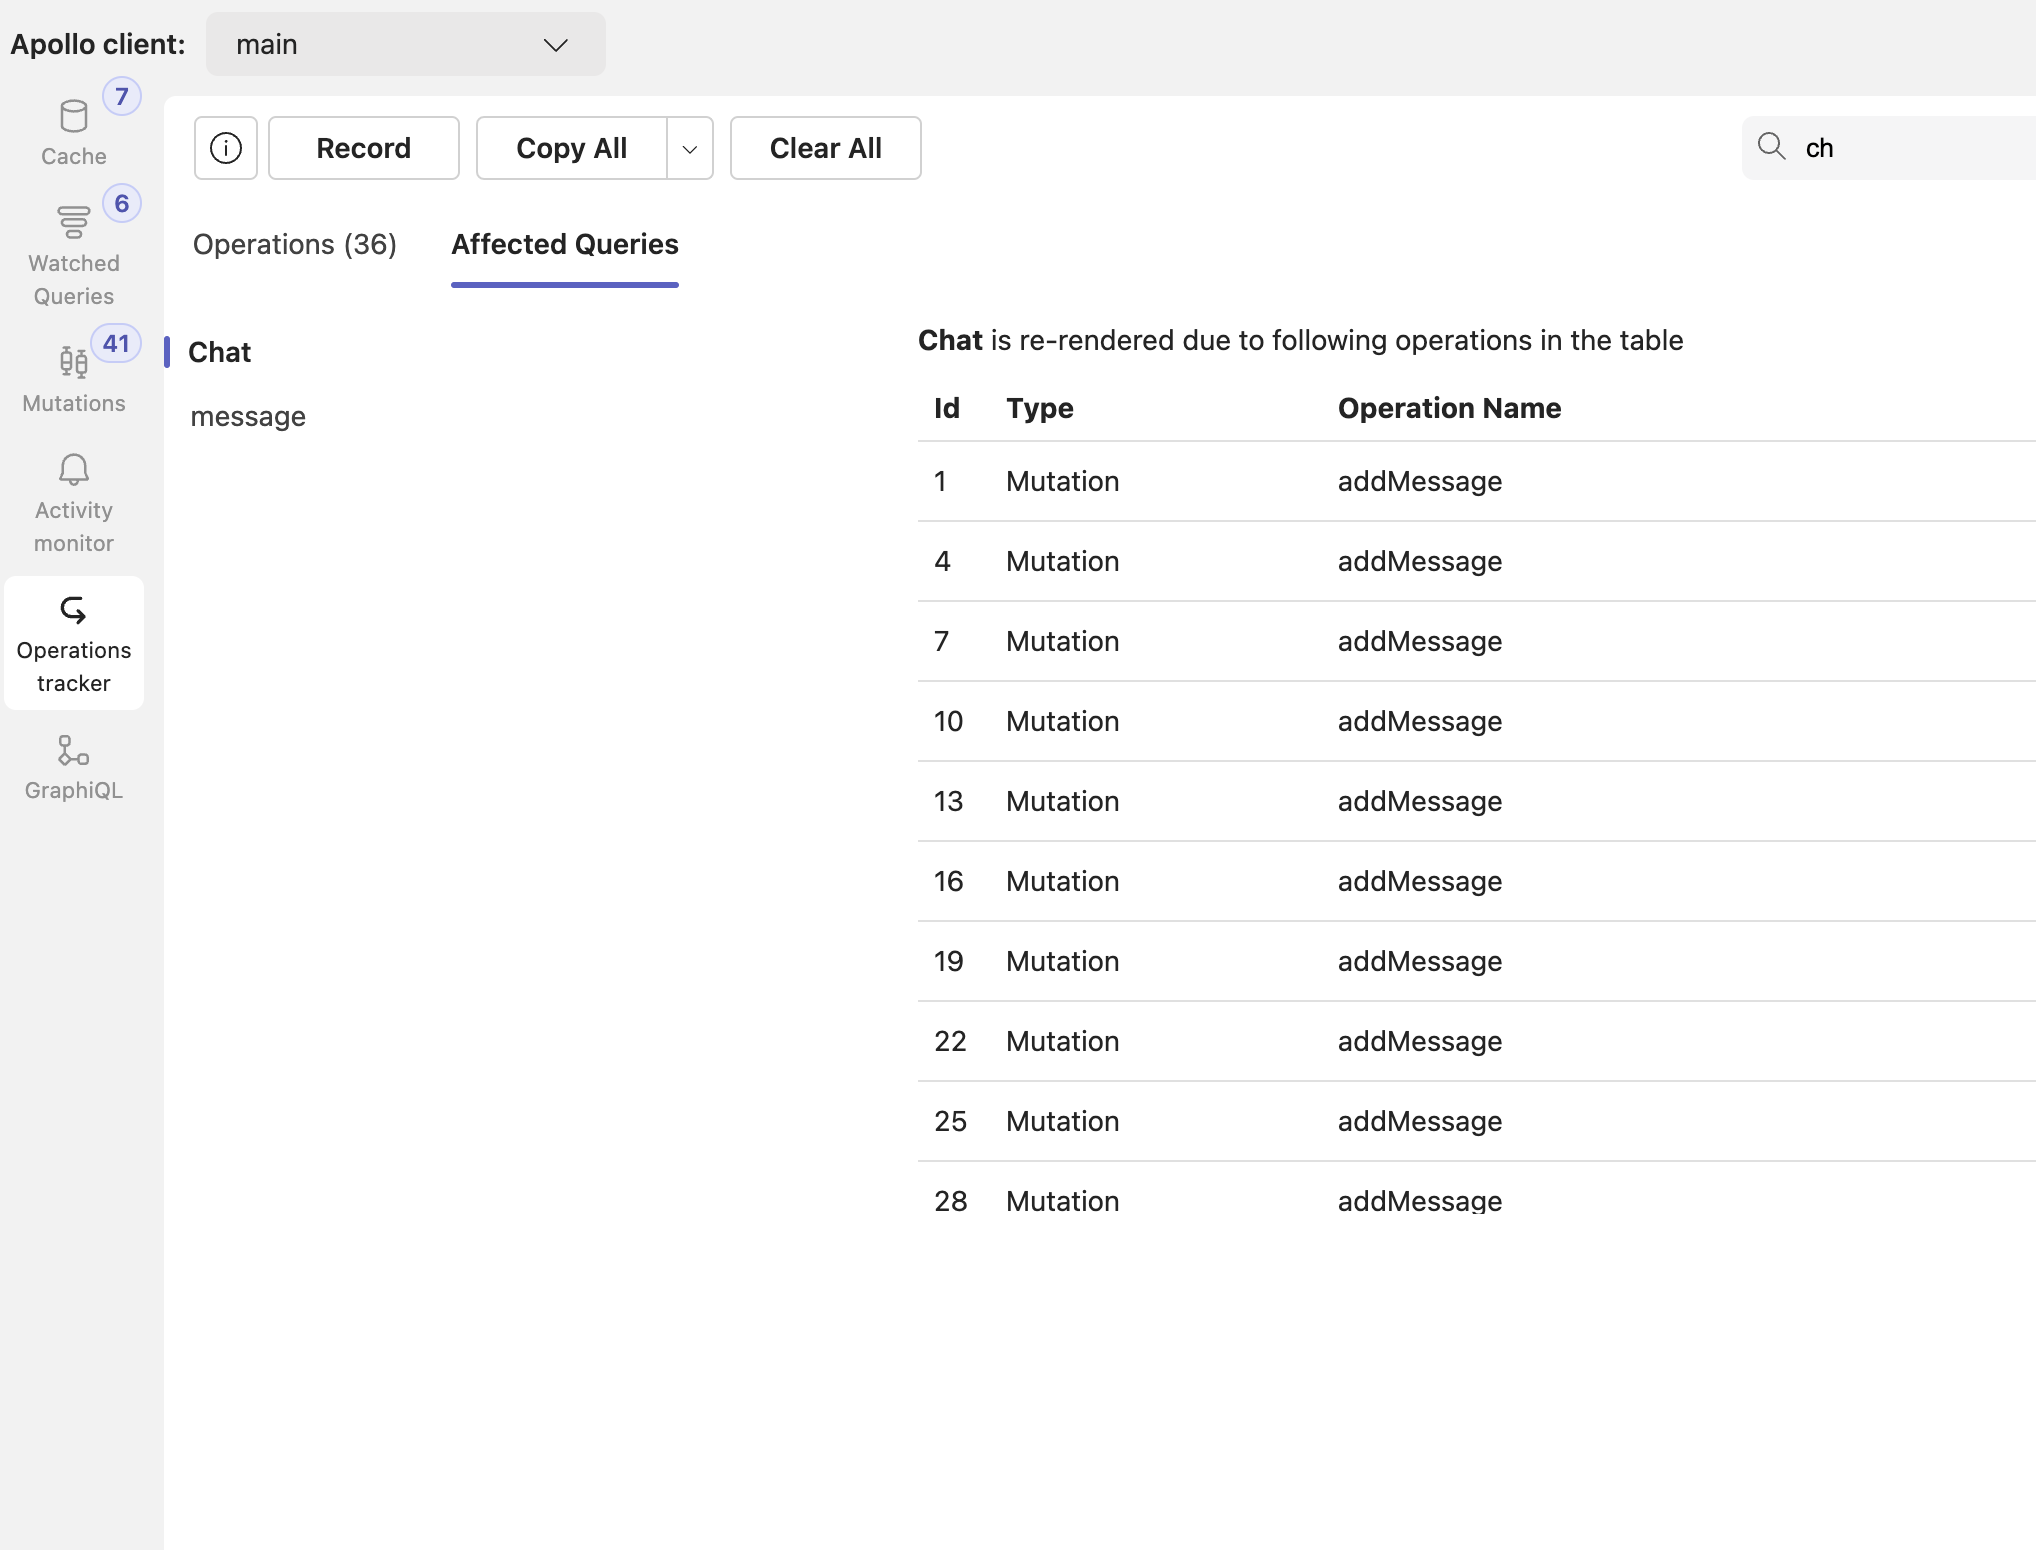 Apollo client: main
7
Cache
6
Watched
Queries
41
Mutations
Activity
monitor
Operations
tracker
GraphiQL
Record Copy All Clear All
ch
Operations (36) Affected Queries
Chat
message
Chat is re-rendered due to following operations in the table
Id Type Operation Name
1 Mutation addMessage
4 Mutation addMessage
7 Mutation addMessage
10 Mutation addMessage
13 Mutation addMessage
16 Mutation addMessage
19 Mutation addMessage
22 Mutation addMessage
25 Mutation addMessage
28 Mutation addMessage